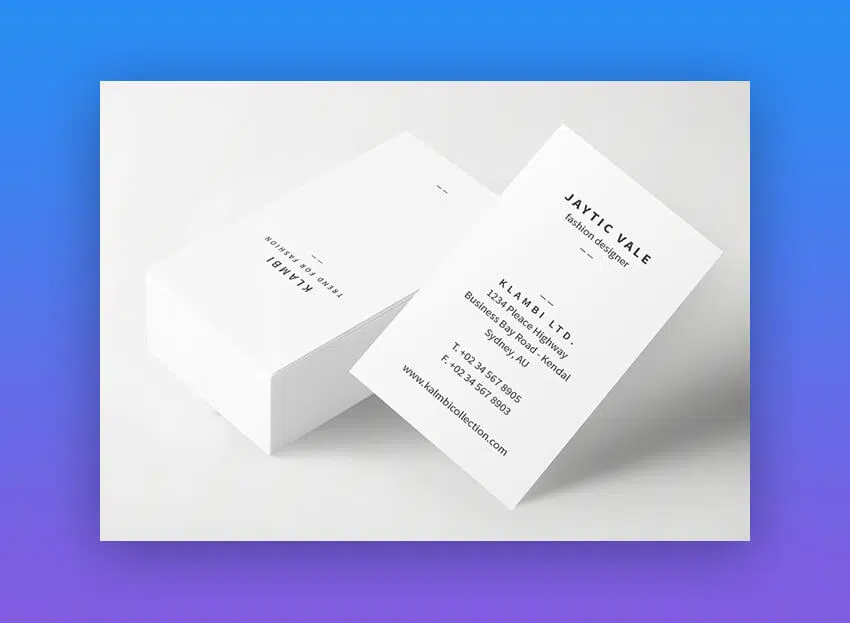 KLAMBI
TREND FOR FASHION
JAYTIC VALE
fashion designer
KLAMBI LTD.
1234 Pleace Highway
Business Bay Road - Kendal
Sydney, AU
T. +02 34 567 8905
F. +02 34 567 8903
www.kalmbicollection.com